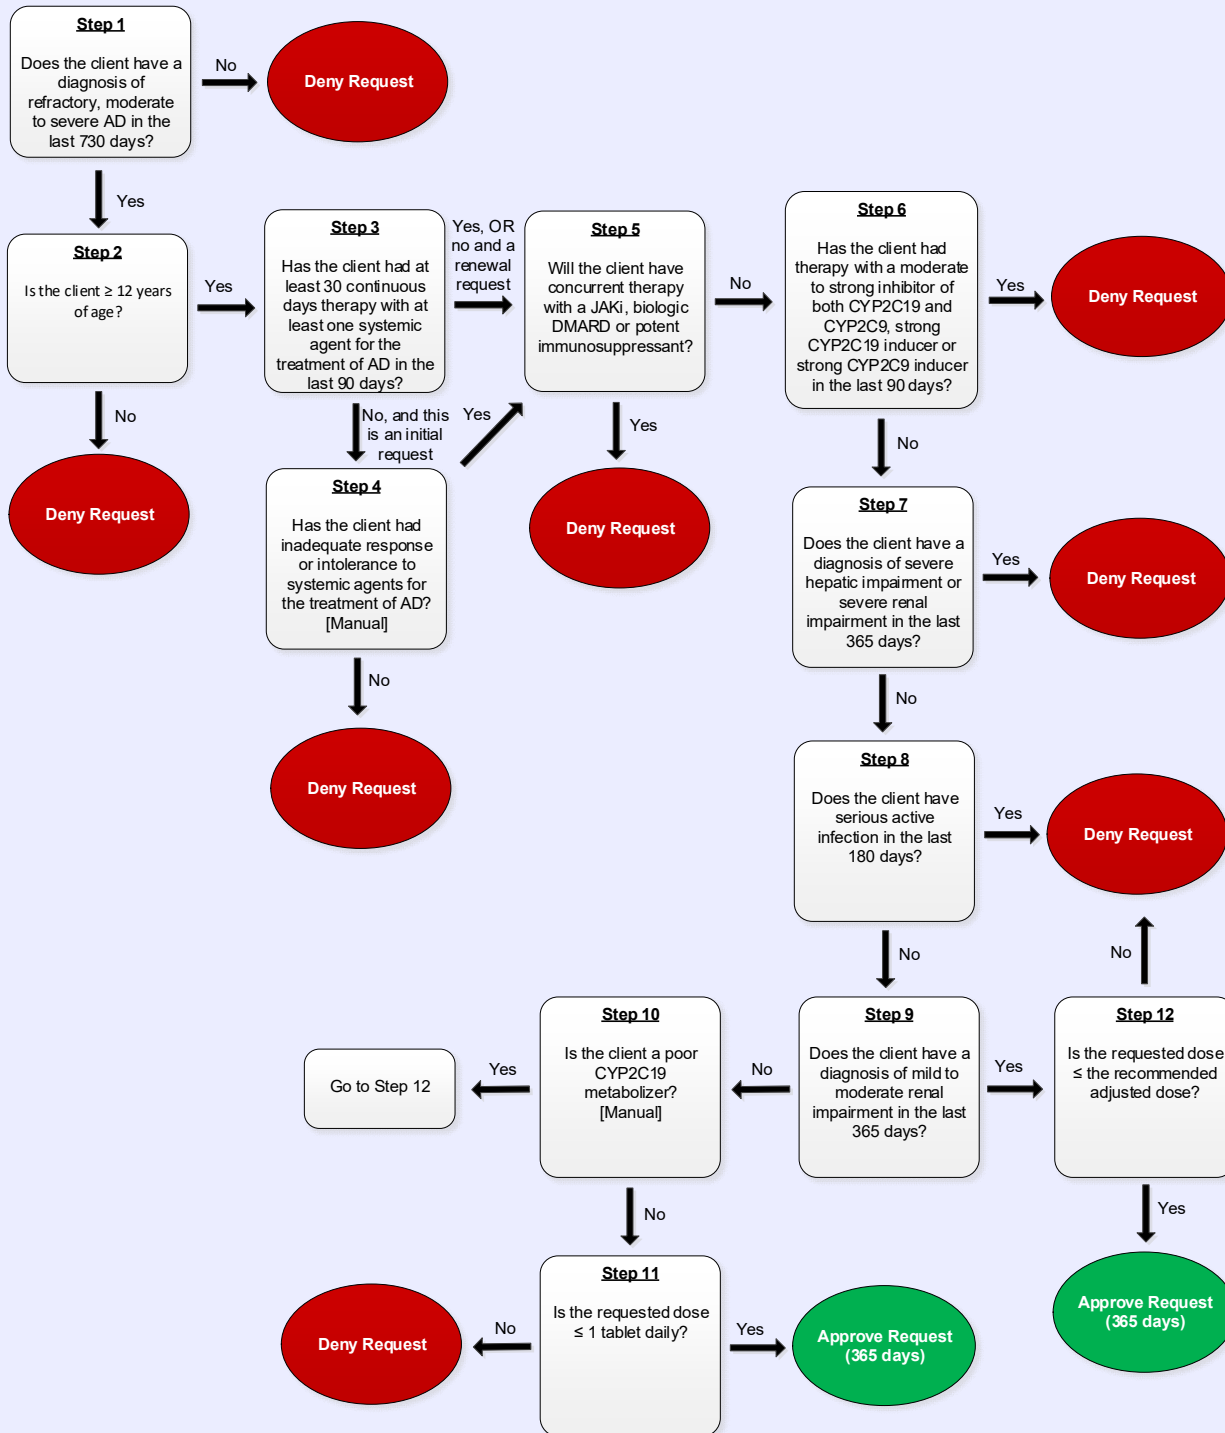 Step 1
Does the client have a
diagnosis of
refractory, moderate
to severe AD in the
last 730 days?
No
Deny Request
Yes
Step 2
Is the client ≥ 12 years
of age?
Yes
No
Deny Request
Step 3
Has the client had at
least 30 continuous
days therapy with at
least one systemic
agent for the
treatment of AD in the
last 90 days?
Yes, OR
no and a
renewal
request
No, and this
is an initial
request
Step 4
Has the client had
inadequate response
or intolerance to
systemic agents for
the treatment of AD?
[Manual]
Yes
No
Deny Request
Step 5
Will the client have
concurrent therapy
with a JAKi, biologic
DMARD or potent
immunosuppressant?
No
Yes
Deny Request
Step 6
Has the client had
therapy with a moderate
to strong inhibitor of
both CYP2C19 and
CYP2C9, strong
CYP2C19 inducer or
strong CYP2C9 inducer
in the last 90 days?
Yes
Deny Request
No
Step 7
Does the client have a
diagnosis of severe
hepatic impairment or
severe renal
impairment in the last
365 days?
Yes
Deny Request
No
Step 8
Does the client have
serious active
infection in the last
180 days?
Yes
Deny Request
No
Step 9
Does the client have a
diagnosis of mild to
moderate renal
impairment in the last
365 days?
Yes
No
Step 10
Is the client a poor
CYP2C19
metabolizer?
[Manual]
Yes
Go to Step 12
No
Step 11
Is the requested dose
≤ 1 tablet daily?
No
Deny Request
Yes
Approve Request
(365 days)
Step 12
Is the requested dose
≤ the recommended
adjusted dose?
No
Yes
Approve Request
(365 days)